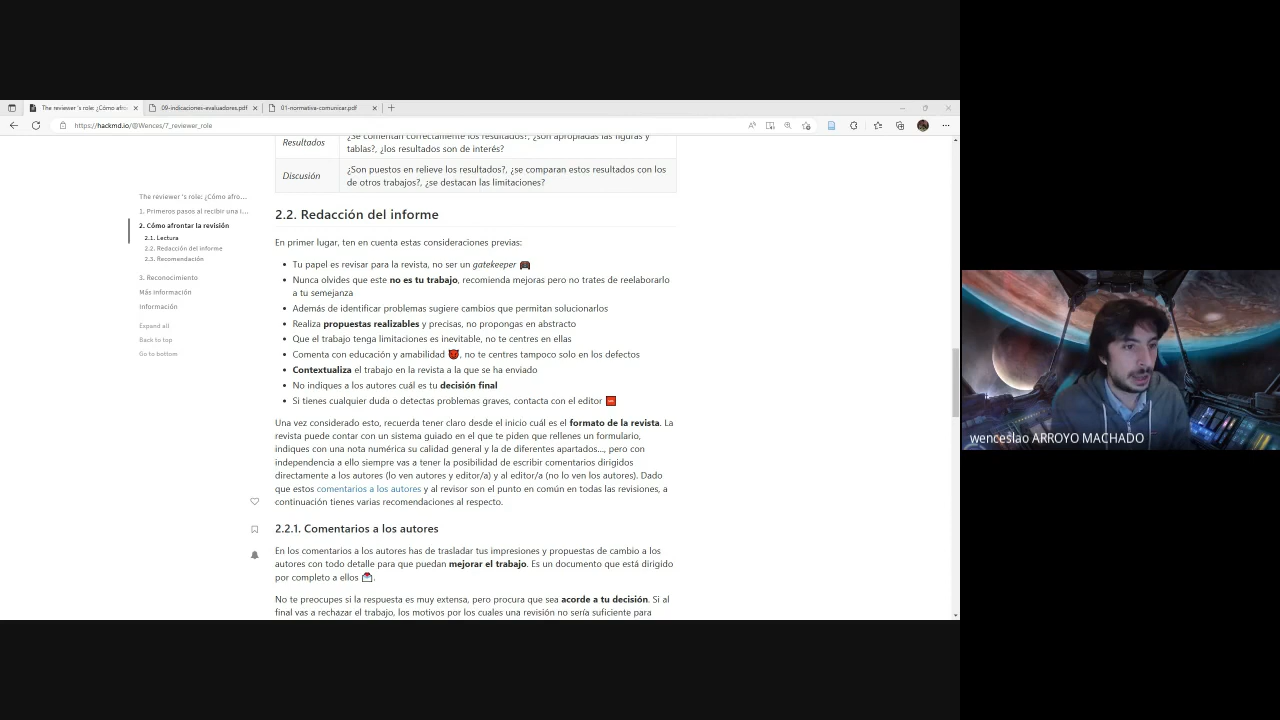 The reviewer 's role: ¿Cómo afro
09-indicaciones-evaluadores.pdf
01-normativa-comunicar.pdf
https://hackmd.io/@Wences/7_reviewer_role
The reviewer 's role: ¿Cómo afro...
1. Primeros pasos al recibir una i...
2. Cómo afrontar la revisión
2.1. Lectura
2.2. Redacción del informe
2.3. Recomendación
3. Reconocimiento
Más información
Información
Expand all
Back to top
Go to bottom
Resultados
¿Se comentan correctamente los resultados?, ¿son apropiadas las figuras y
tablas?, ¿los resultados son de interés?
Discusión
¿Son puestos en relieve los resultados?, ¿se comparan estos resultados con los
de otros trabajos?, ¿se destacan las limitaciones?
2.2. Redacción del informe
En primer lugar, ten en cuenta estas consideraciones previas:
• Tu papel es revisar para la revista, no ser un gatekeeper
• Nunca olvides que este no es tu trabajo, recomienda mejoras pero no trates de reelaborarlo
a tu semejanza
• Además de identificar problemas sugiere cambios que permitan solucionarlos
• Realiza propuestas realizables y precisas, no propongas en abstracto
• Que el trabajo tenga limitaciones es inevitable, no te centres en ellas
• Comenta con educación y amabilidad 👹, no te centres tampoco solo en los defectos
• Contextualiza el trabajo en la revista a la que se ha enviado
• No indiques a los autores cuál es tu decisión final
• Si tienes cualquier duda o detectas problemas graves, contacta con el editor
Una vez considerado esto, recuerda tener claro desde el inicio cuál es el formato de la revista. La
revista puede contar con un sistema guiado en el que te piden que rellenes un formulario,
indiques con una nota numérica su calidad general y la de diferentes apartados..., pero con
independencia a ello siempre vas a tener la posibilidad de escribir comentarios dirigidos
directamente a los autores (lo ven autores y editor/a) y al editor/a (no lo ven los autores). Dado
que estos comentarios a los autores y al revisor son el punto en común en todas las revisiones, a
continuación tienes varias recomendaciones al respecto.
2.2.1. Comentarios a los autores
En los comentarios a los autores has de trasladar tus impresiones y propuestas de cambio a los
autores con todo detalle para que puedan mejorar el trabajo. Es un documento que está dirigido
por completo a ellos 📩.
No te preocupes si la respuesta es muy extensa, pero procura que sea acorde a tu decisión. Si al
final vas a rechazar el trabajo, los motivos por los cuales una revisión no sería suficiente para
wenceslao ARROYO MACHADO